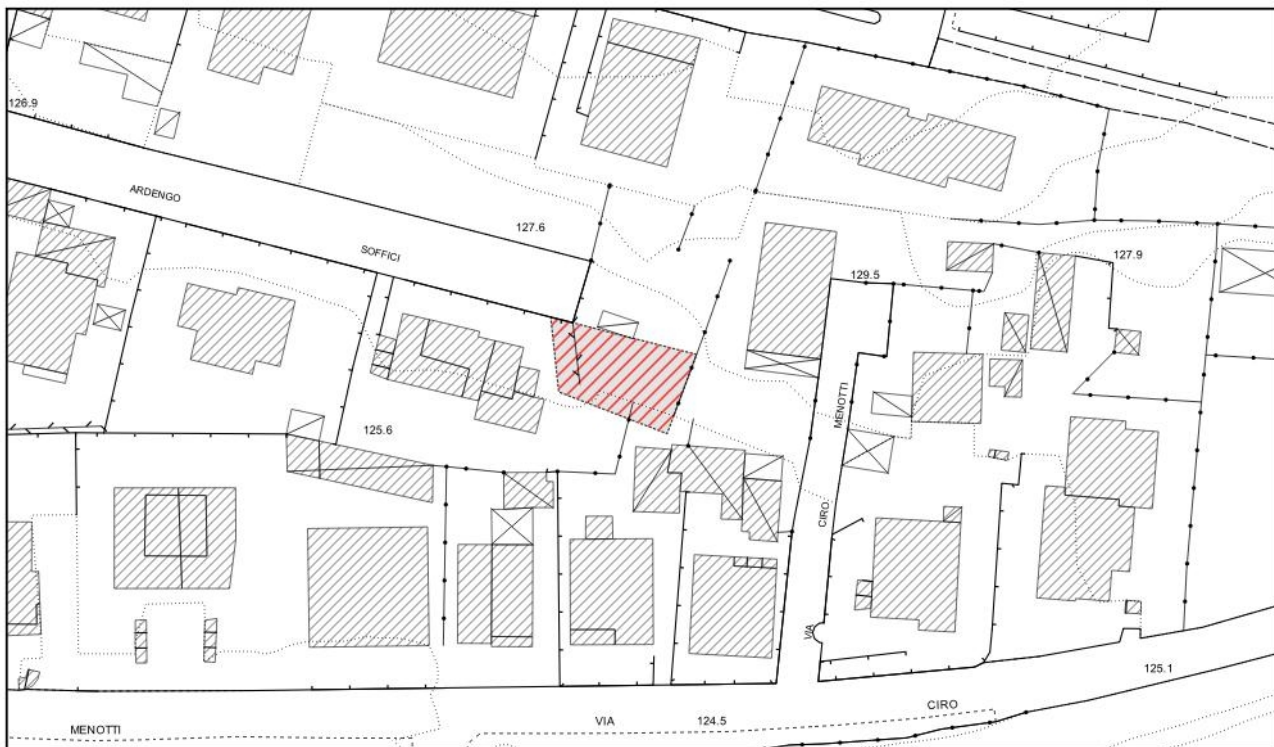 126.9
ARDENGO
SOFFICI
127.6
129.5
127.9
MENOTTI
125.6
CIRO
VIA
125.1
MENOTTI
VIA
124.5
CIRO